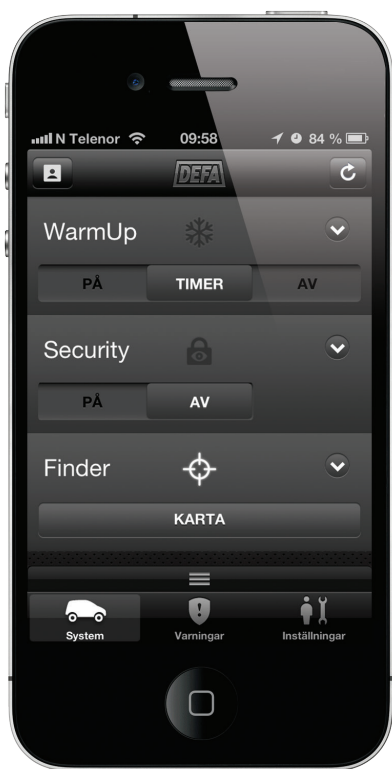 N Telenor 09:58 84 %
DEFA
WarmUp
PÅ TIMER AV
Security
PÅ AV
Finder
KARTA
System Varningar Inställningar